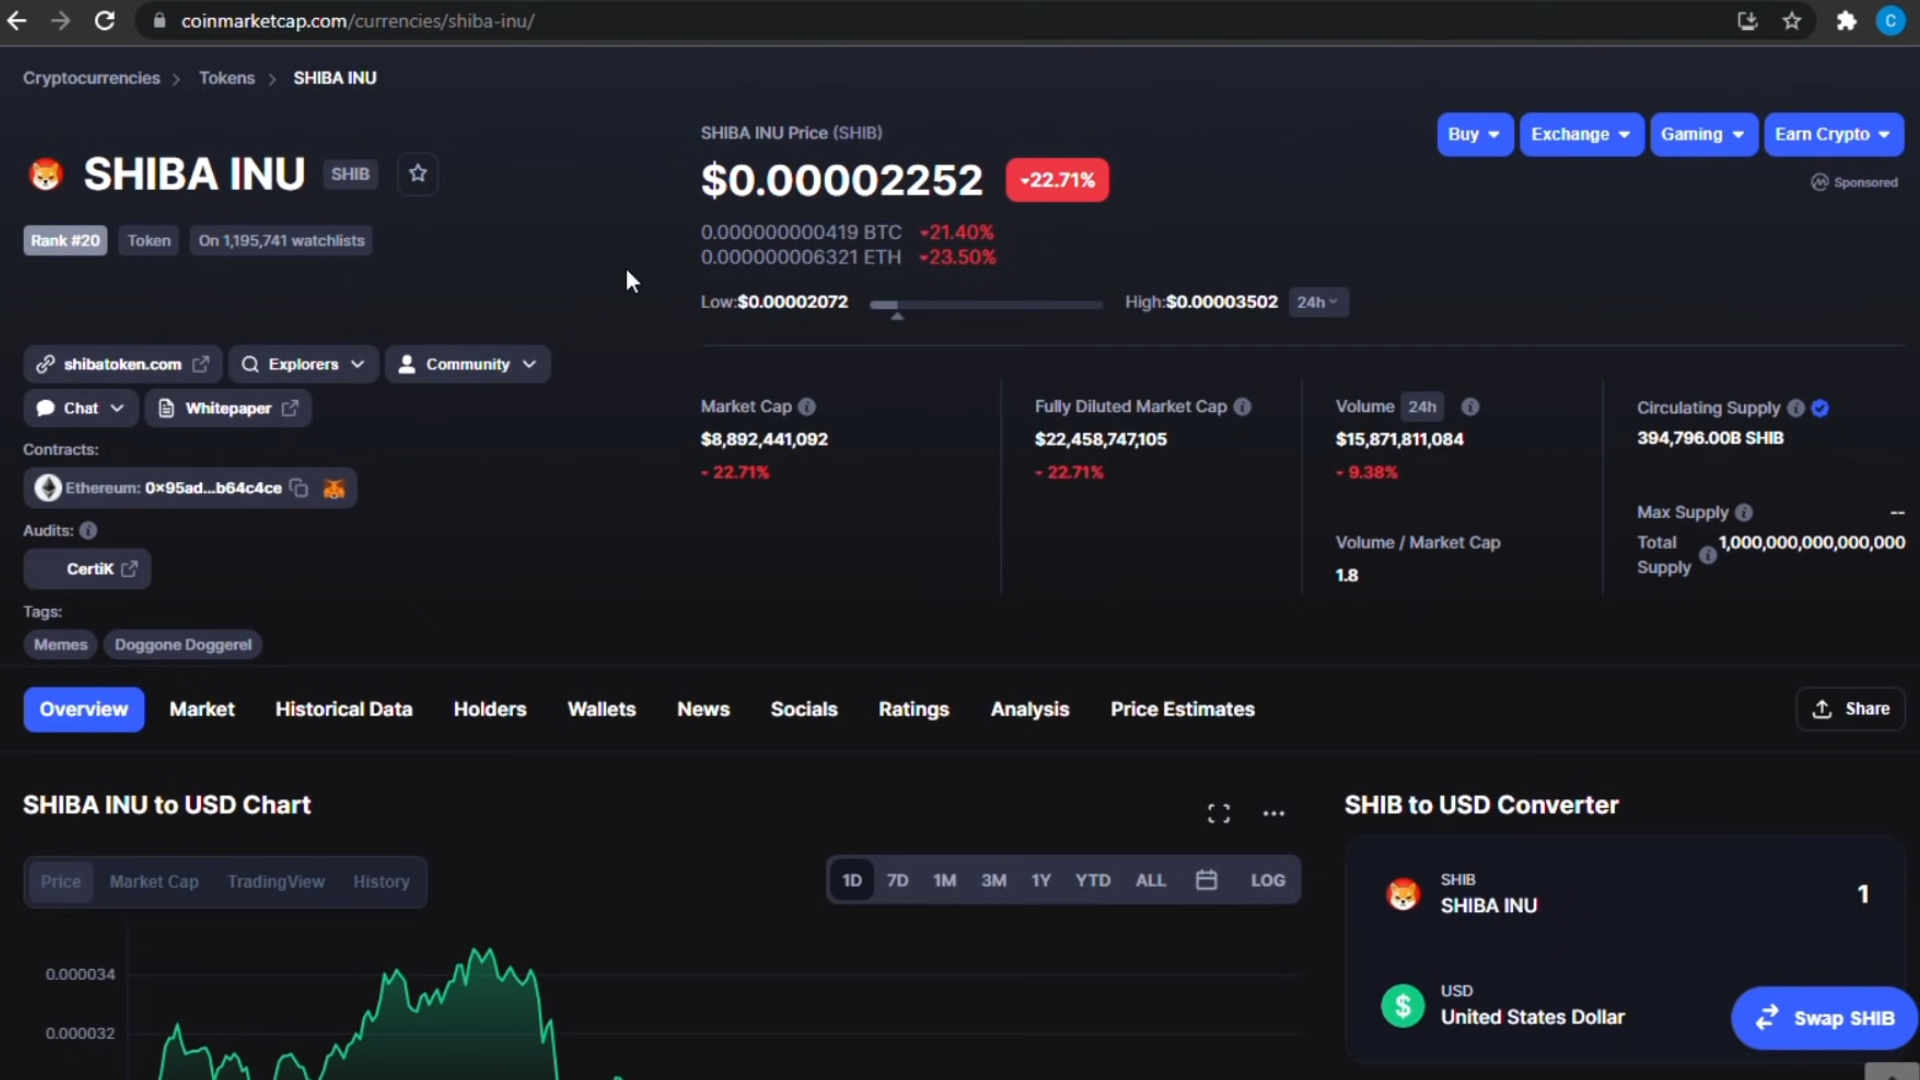 coinmarketcap.com/currencies/shiba-inu/
C
Cryptocurrencies > Tokens > SHIBA INU
SHIBA INU SHIB
Rank #20 Token On 1,195,741 watchlists
shibatoken.com Explorers Community
Chat Whitepaper
Contracts:
Ethereum: 0x95ad...b64c4ce
Audits:
CertiK
Tags:
Memes Doggone Doggerel
SHIBA INU Price (SHIB)
$0.00002252 22.71%
0.000000000419 BTC 21.40%
0.000000006321 ETH 23.50%
Low:$0.00002072 High:$0.00003502 24h
Buy Exchange Gaming Earn Crypto
Sponsored
Market Cap
$8,892,441,092
22.71%
Fully Diluted Market Cap
$22,458,747,105
22.71%
Volume 24h
$15,871,811,084
9.38%
Volume / Market Cap
1.8
Circulating Supply
394,796.00B SHIB
Max Supply --
Total Supply 1,000,000,000,000,000
Overview Market Historical Data Holders Wallets News Socials Ratings Analysis Price Estimates Share
SHIBA INU to USD Chart
Price Market Cap TradingView History
1D 7D 1M 3M 1Y YTD ALL LOG
0.000034
0.000032
SHIB to USD Converter
SHIB
SHIBA INU 1
USD
United States Dollar
Swap SHIB